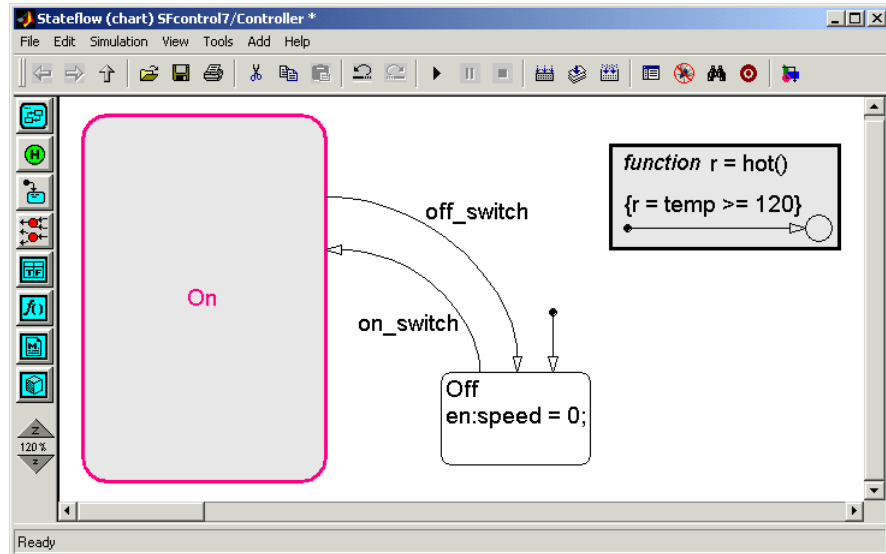 Stateflow (chart) SFcontrol7/Controller *
File Edit Simulation View Tools Add Help
function r = hot()
{r = temp >= 120}
off_switch
On
on_switch
Off
en:speed = 0;
H
TF
f()
M
Z
120%
z
Ready